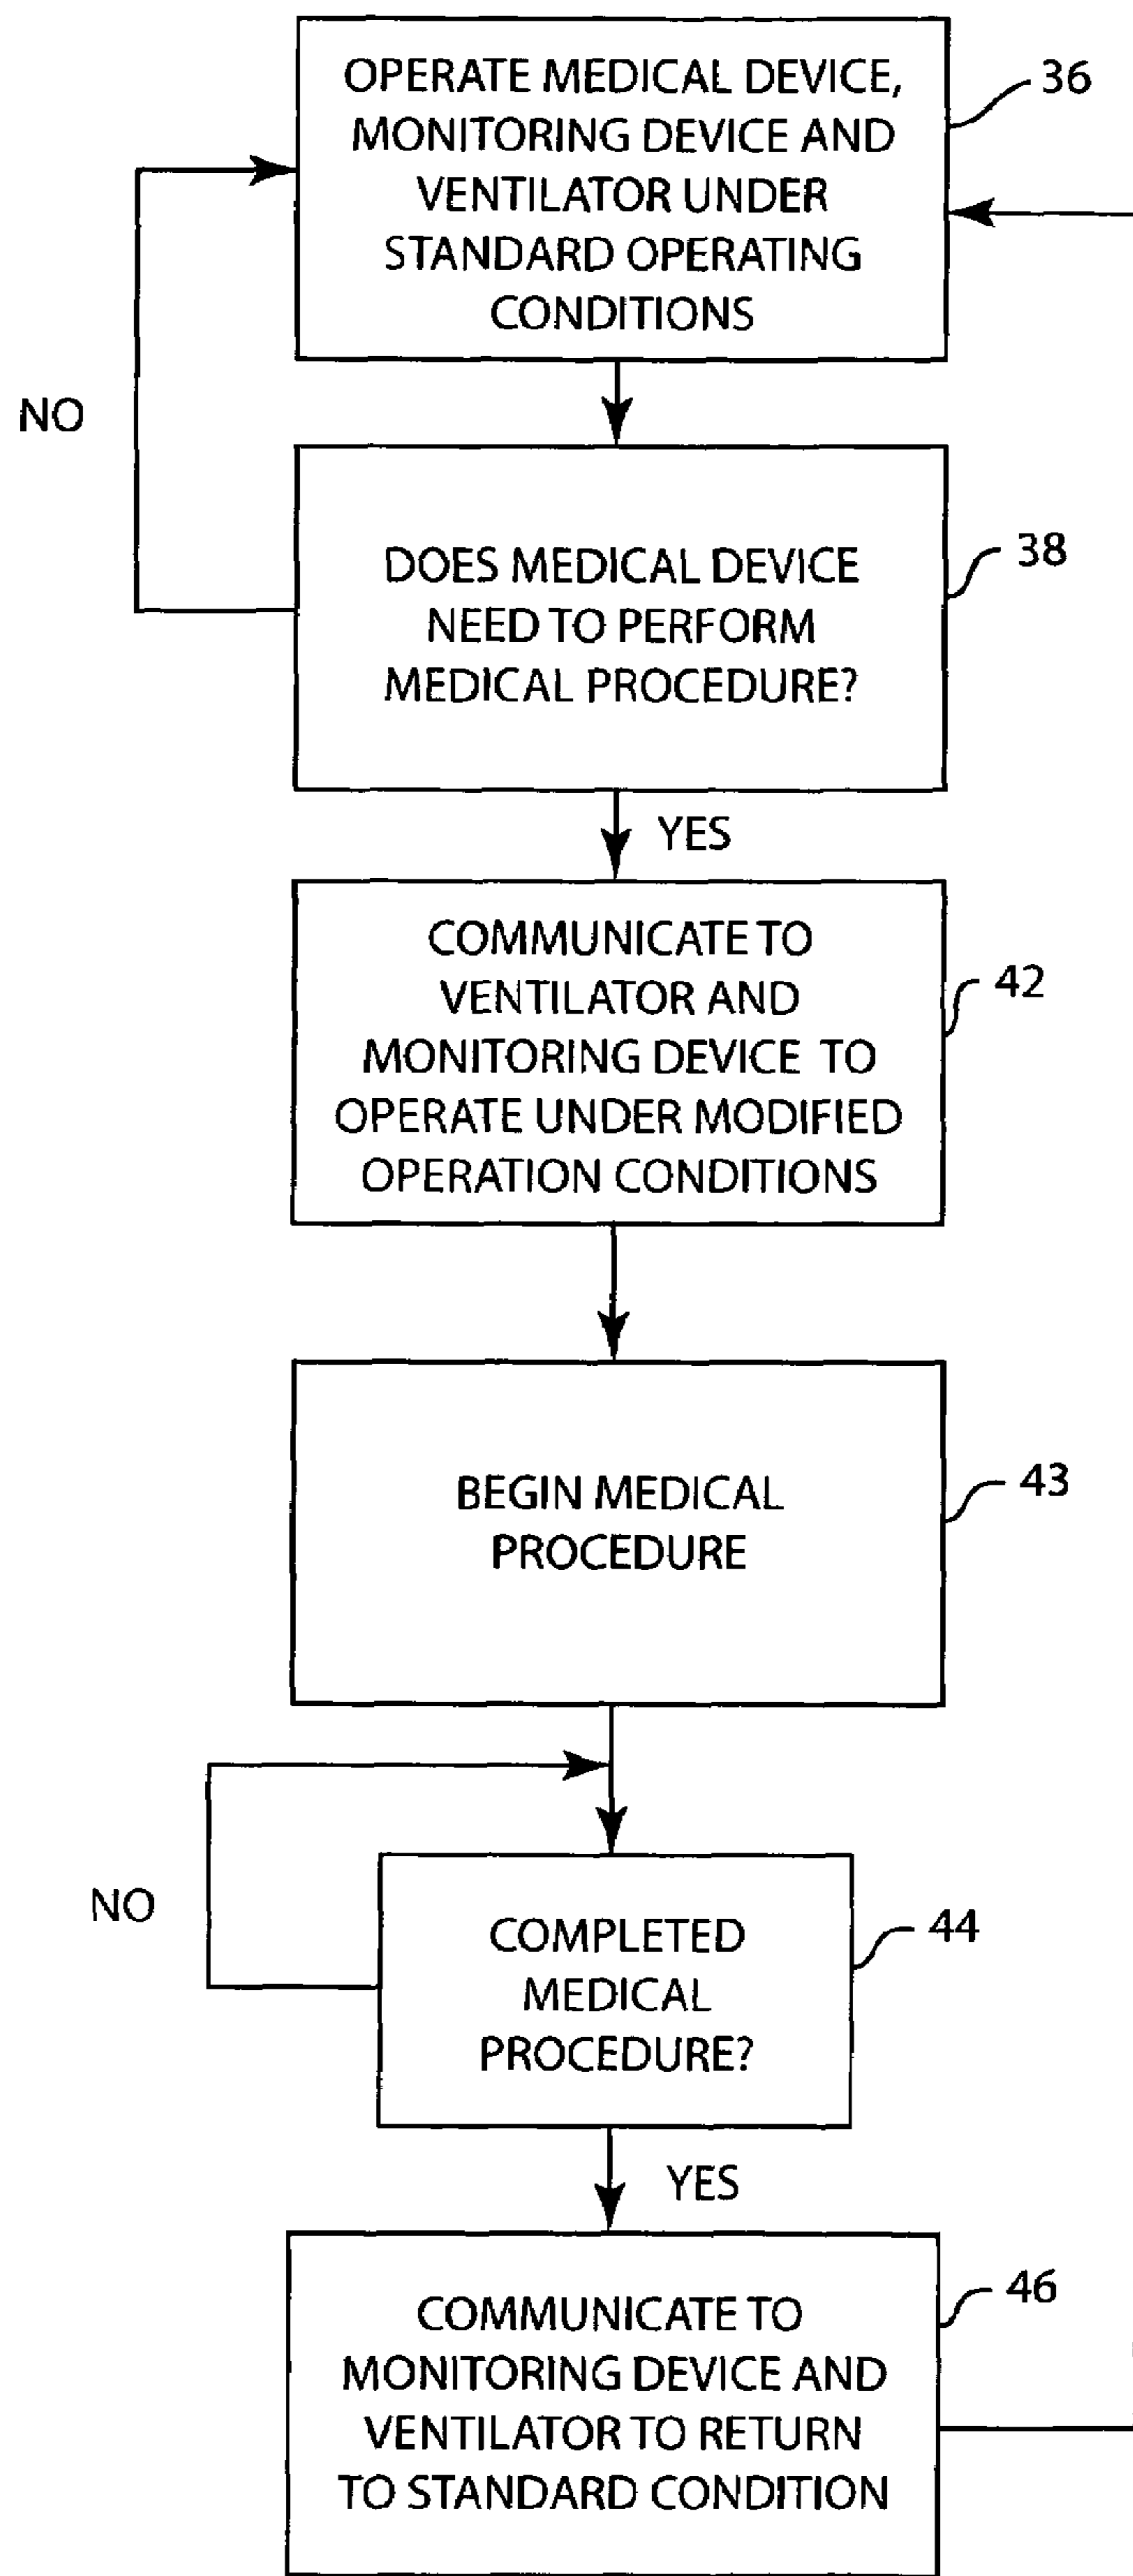 OPERATE MEDICAL DEVICE,
MONITORING DEVICE AND
VENTILATOR UNDER
STANDARD OPERATING
CONDITIONS
36
NO
DOES MEDICAL DEVICE
NEED TO PERFORM
MEDICAL PROCEDURE?
38
YES
COMMUNICATE TO
VENTILATOR AND
MONITORING DEVICE TO
OPERATE UNDER MODIFIED
OPERATION CONDITIONS
42
BEGIN MEDICAL
PROCEDURE
43
NO
COMPLETED
MEDICAL
PROCEDURE?
44
YES
COMMUNICATE TO
MONITORING DEVICE AND
VENTILATOR TO RETURN
TO STANDARD CONDITION
46